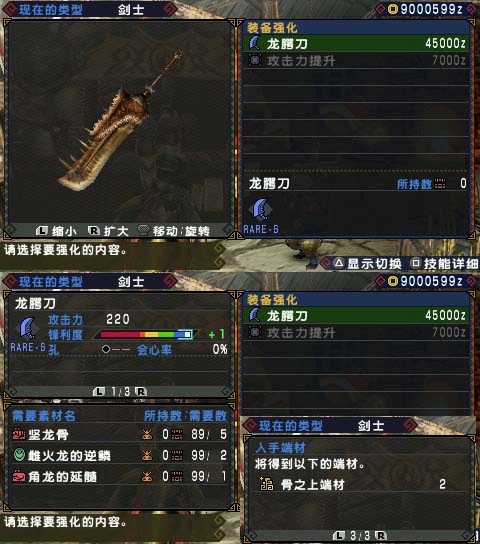 现在的类型 剑士
9000599z
装备强化
龙腭刀 45000z
攻击力提升 7000z
龙腭刀 所持数 0
RARE-6
L 缩小 R 扩大 移动/旋转
请选择要强化的内容。
△ 显示切换 □ 技能详细
现在的类型 剑士
9000599z
龙腭刀
攻击力 220
锋利度 +1
RARE-6
孔 ●—— 会心率 0%
L 1/3 R
装备强化
龙腭刀 45000z
攻击力提升 7000z
需要素材名 所持数/需要数
坚龙骨 89/ 5
雌火龙的逆鳞 99/ 2
角龙的延髓 99/ 1
请选择要强化的内容。
现在的类型 剑士
入手端材
将得到以下的端材。
骨之上端材 2
L 3/3 R